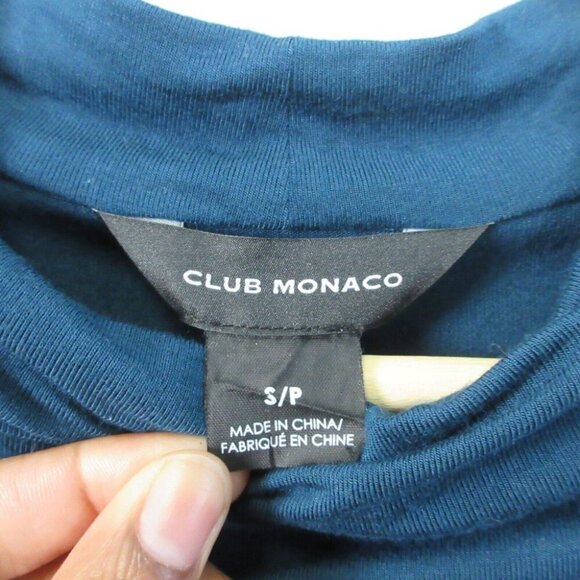 CLUB MONACO
S/P
MADE IN CHINA/
FABRIQUÉ EN CHINE